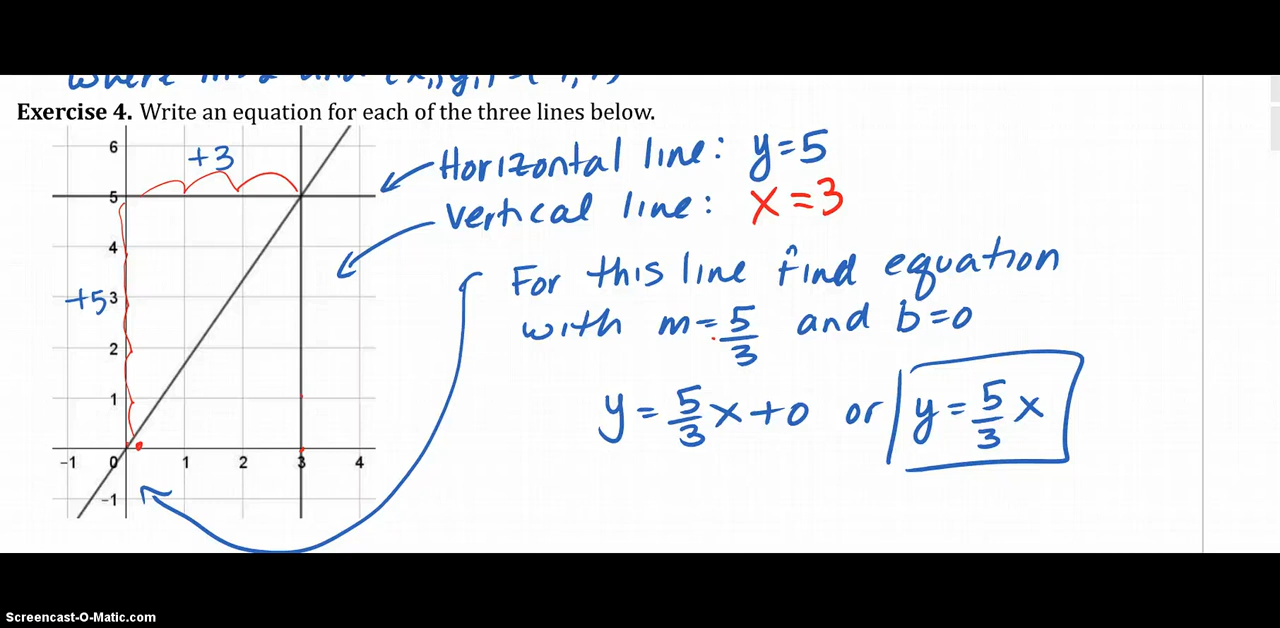 Exercise 4. Write an equation for each of the three lines below.
6
+3
Horizontal line: y=5
5
Vertical line: x=3
4
For this line find equation
+5 3
with m=5/3 and b=0
2
1
y=5/3x+0 or y=5/3x
-1 0 1 2 3 4
-1
Screencast-O-Matic.com